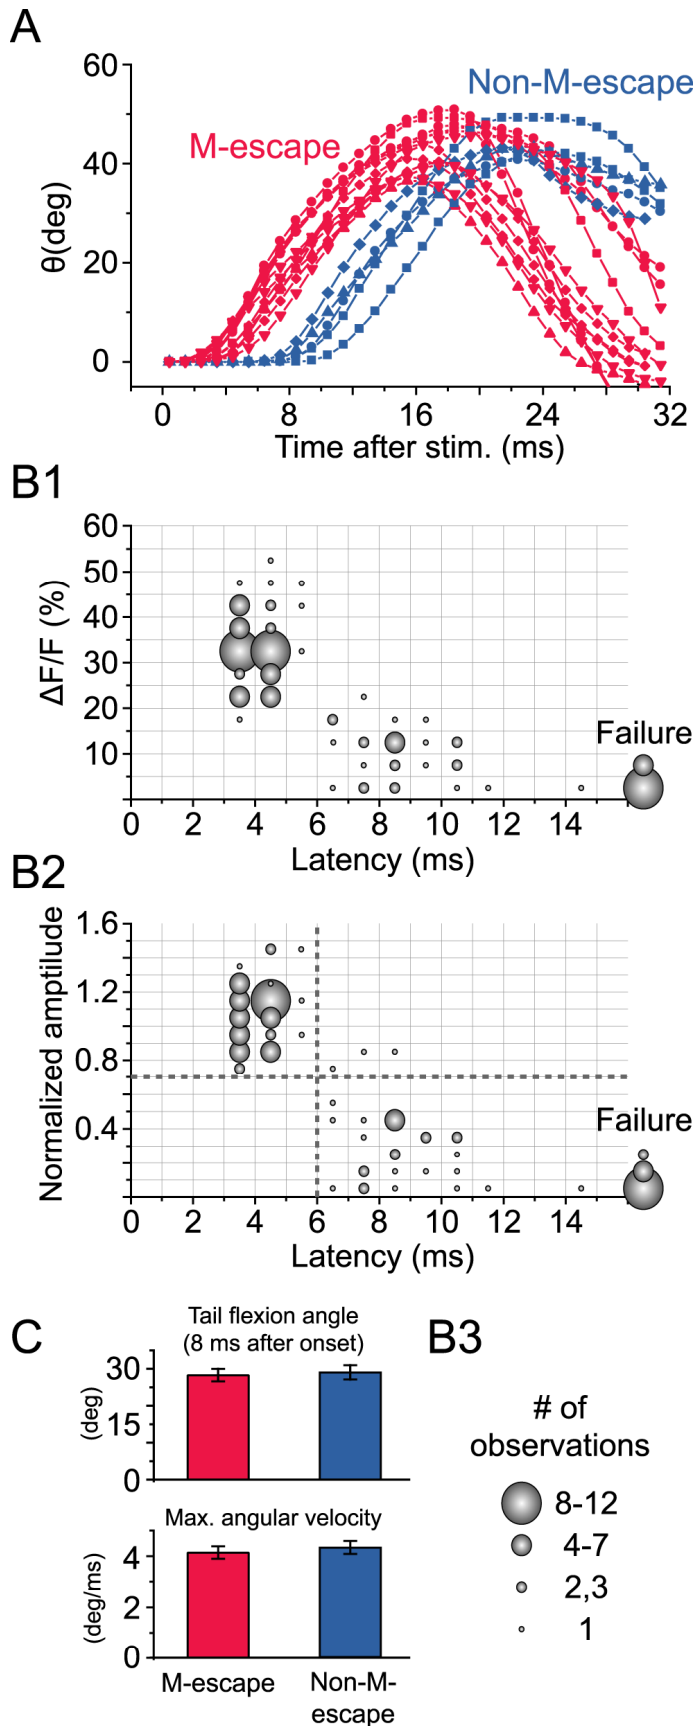 A
60
40
20
0
θ(deg)
M-escape
Non-M-escape
0 8 16 24 32
Time after stim. (ms)
B1
60
50
40
30
20
10
ΔF/F (%)
Failure
0 2 4 6 8 10 12 14
Latency (ms)
B2
1.6
1.2
0.8
0.4
Normalized amptilude
Failure
0 2 4 6 8 10 12 14
Latency (ms)
C
Tail flexion angle
(8 ms after onset)
30
15
0
(deg)
Max. angular velocity
4
2
0
(deg/ms)
M-escape
Non-M-
escape
B3
# of
observations
8-12
4-7
2,3
1